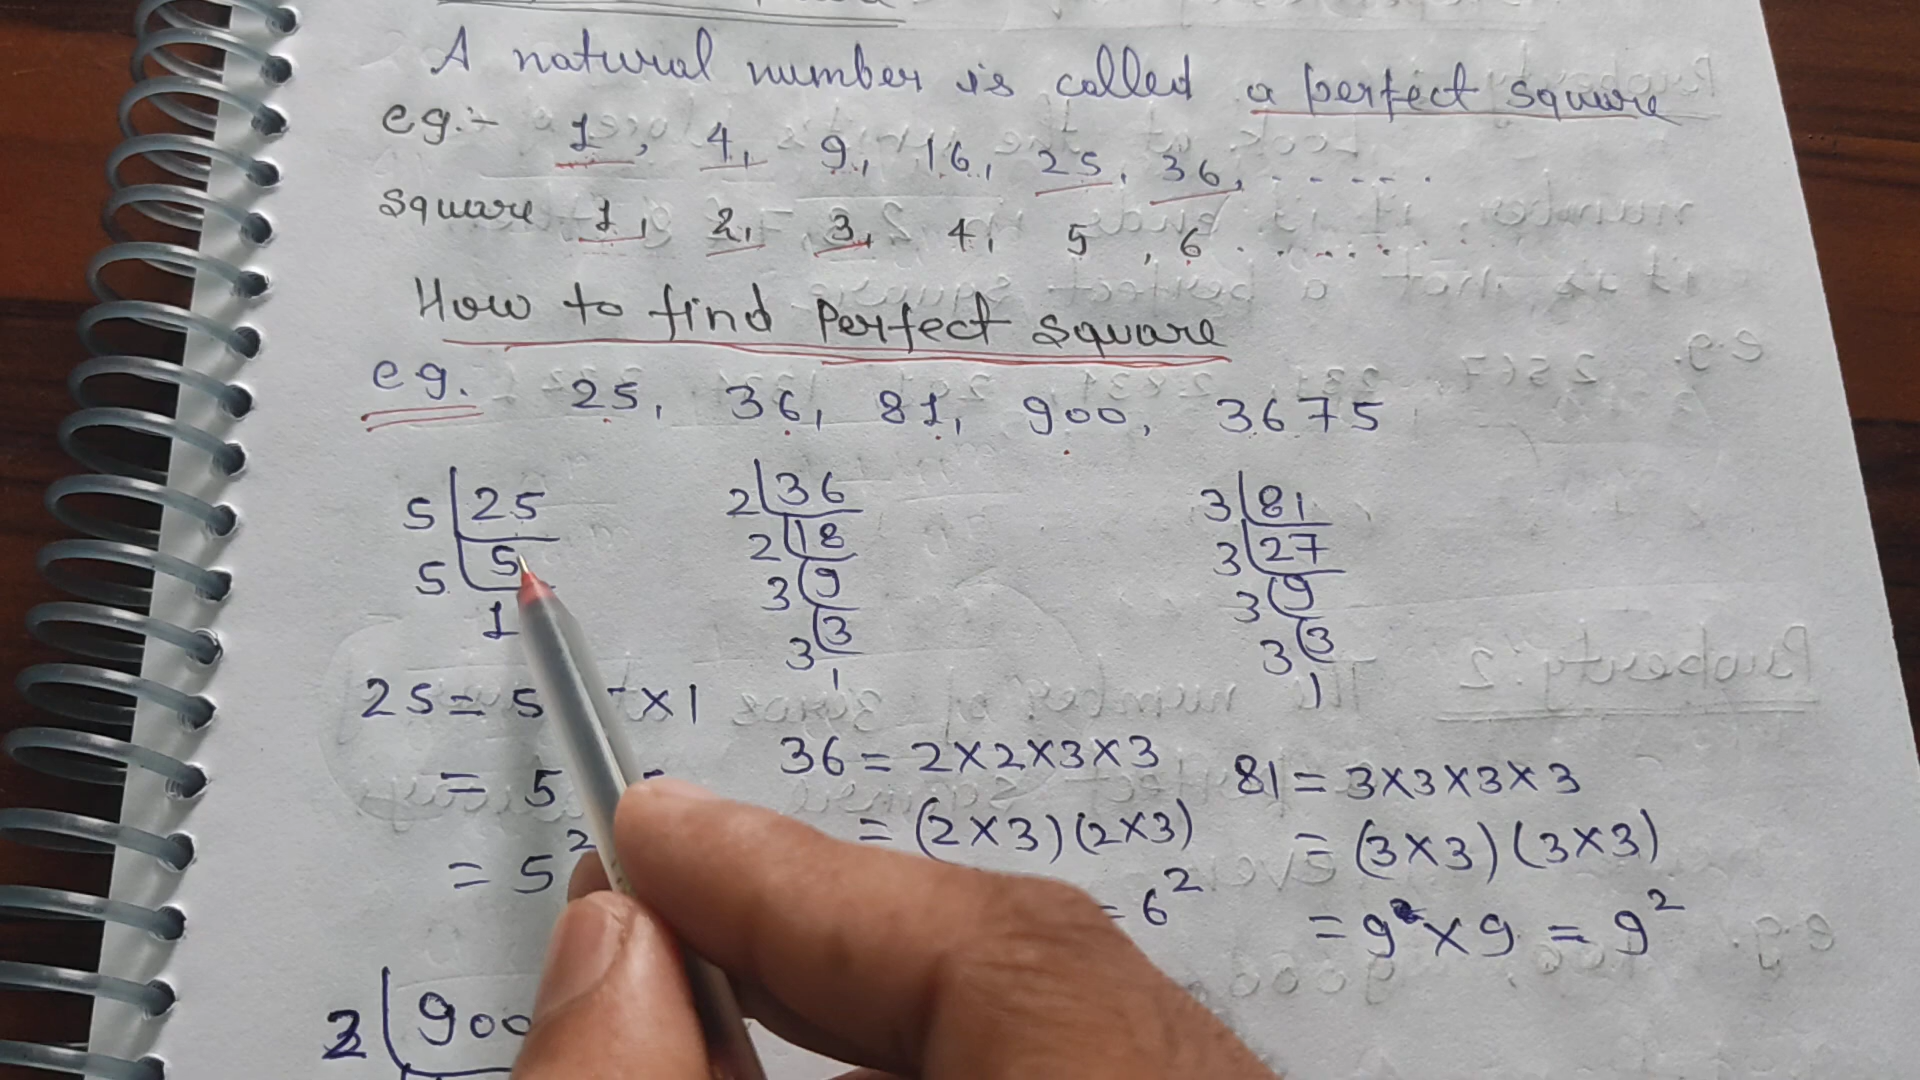 A natural number is called a perfect square
eg:- 1, 4, 9, 16, 25, 36, ......
square 1, 2, 3, 4, 5, 6 .......
How to find Perfect square
eg. 25, 36, 81, 900, 3675
5 | 25
5 | 5
1
2 | 36
2 | 18
3 | 9
3 | 3
1
3 | 81
3 | 27
3 | 9
3 | 3
1
25 = 5 × 1
= 5
= 5²
36 = 2×2×3×3
= (2×3) (2×3)
= 6²
81 = 3×3×3×3
= (3×3) (3×3)
= 9 × 9 = 9²
2 | 900